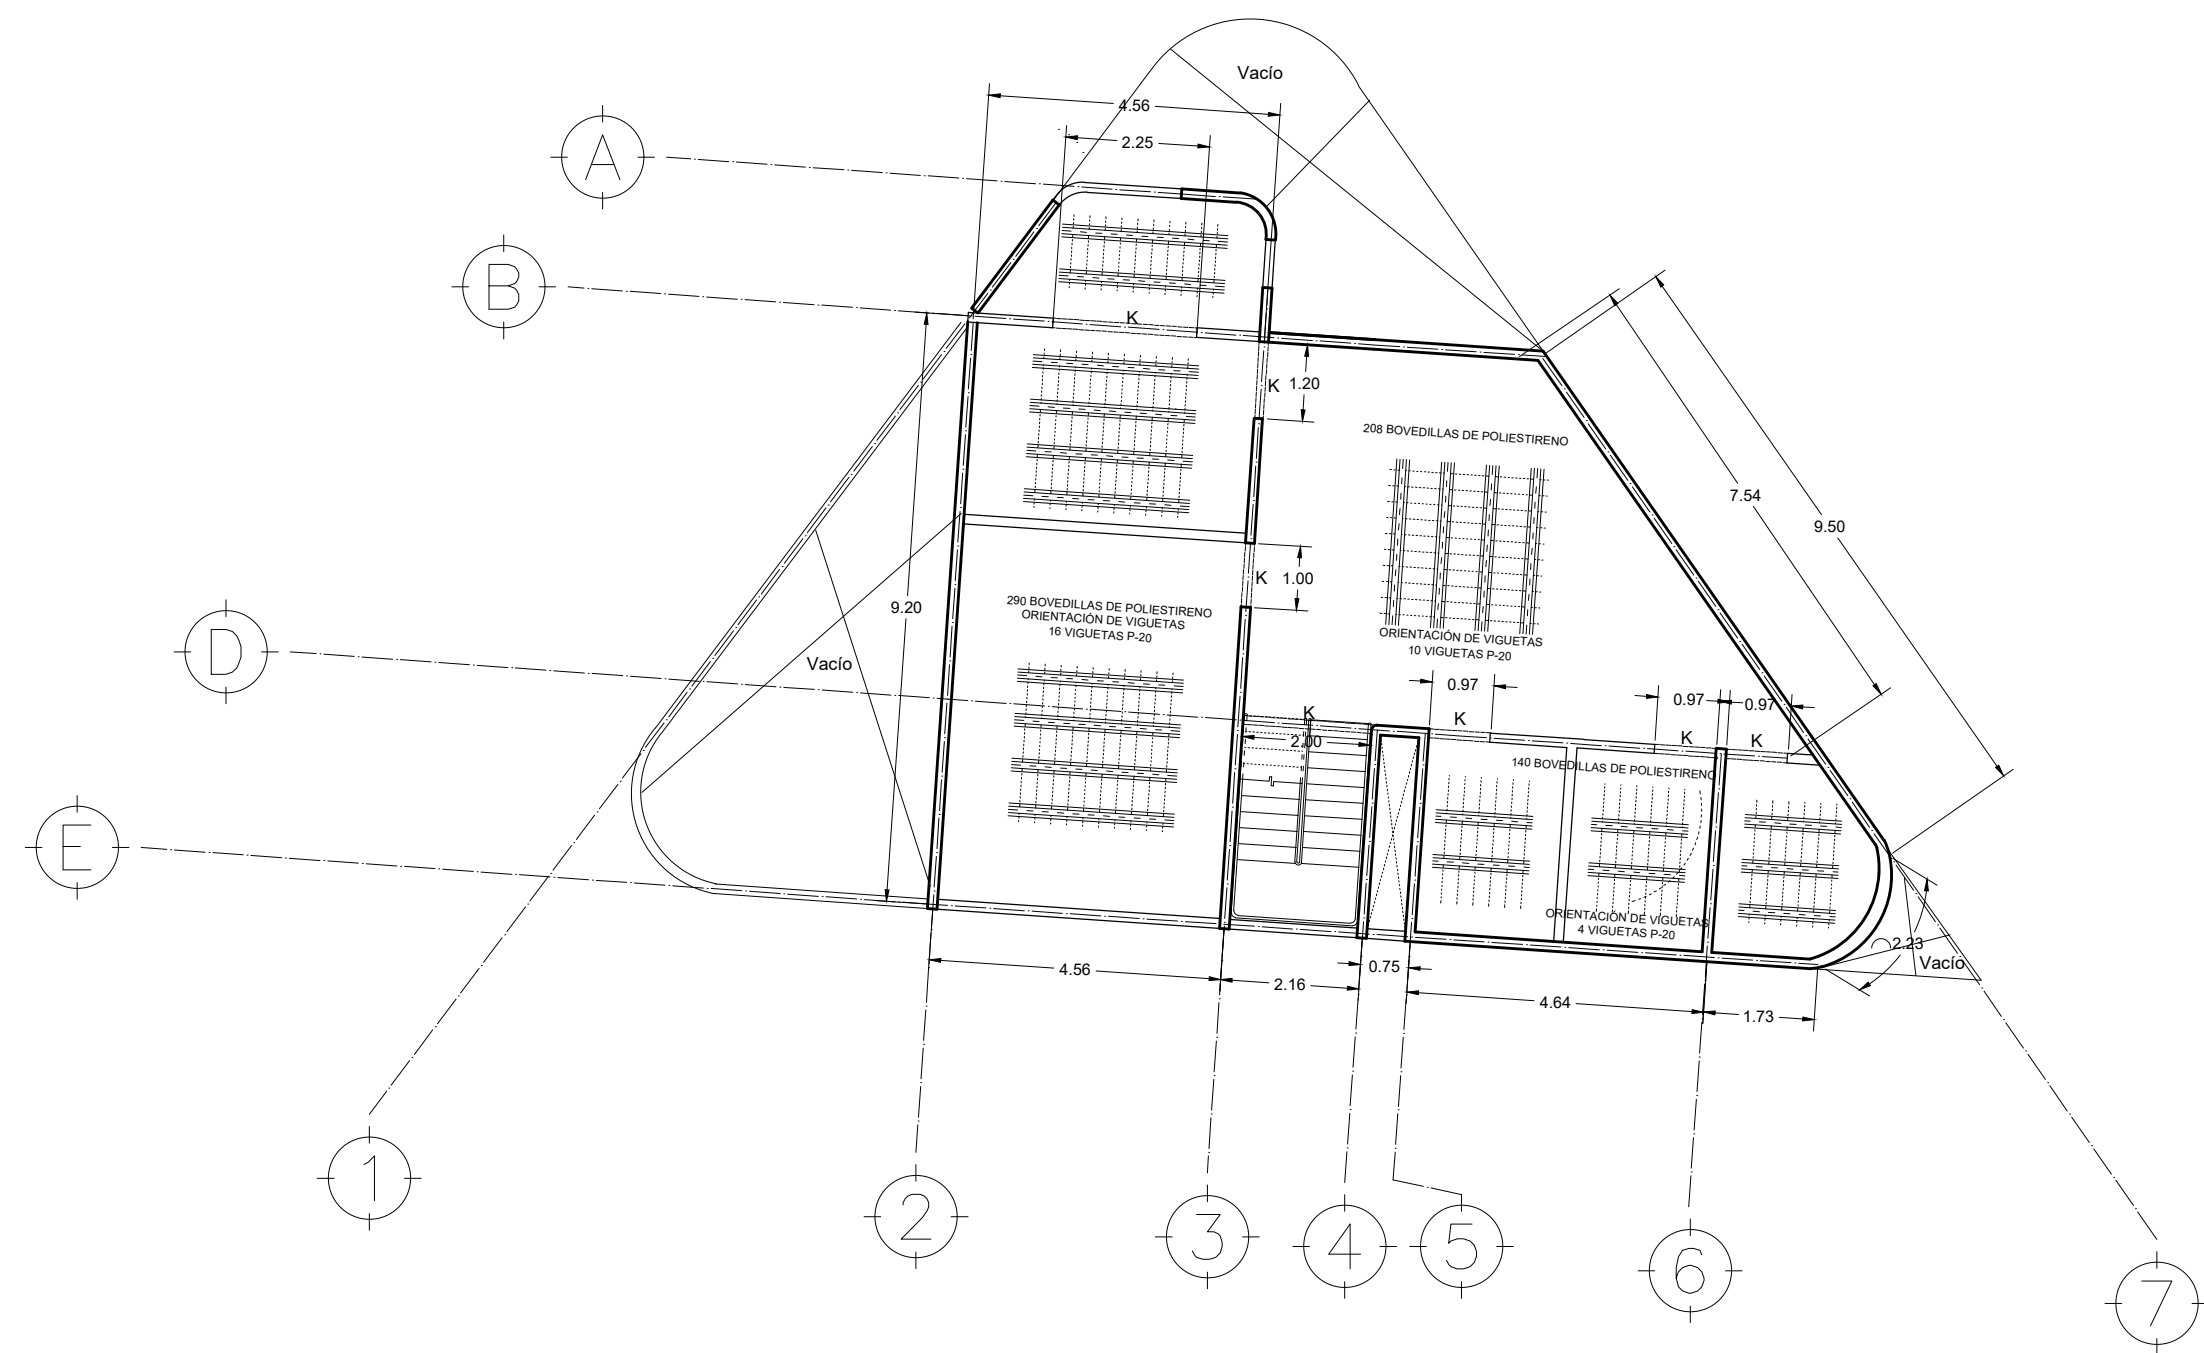 Vacío
4.56
2.25
A
B
K
K
1.20
208 BOVEDILLAS DE POLIESTIRENO
7.54
9.50
K
1.00
9.20
290 BOVEDILLAS DE POLIESTIRENO
ORIENTACIÓN DE VIGUETAS
16 VIGUETAS P-20
ORIENTACIÓN DE VIGUETAS
10 VIGUETAS P-20
D
Vacío
0.97
0.97
0.97
K
K
K
K
2.00
140 BOVEDILLAS DE POLIESTIRENO
E
ORIENTACIÓN DE VIGUETAS
4 VIGUETAS P-20
2.23
Vacío
4.56
2.16
0.75
4.64
1.73
1
2
3
4
5
6
7